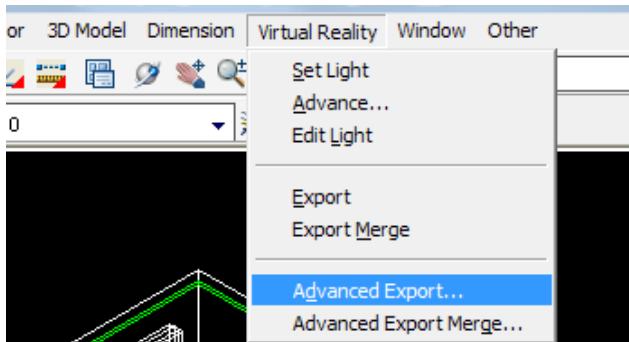 or 3D Model Dimension Virtual Reality Window Other
0
Set Light
Advance...
Edit Light
Export
Export Merge
Advanced Export...
Advanced Export Merge...